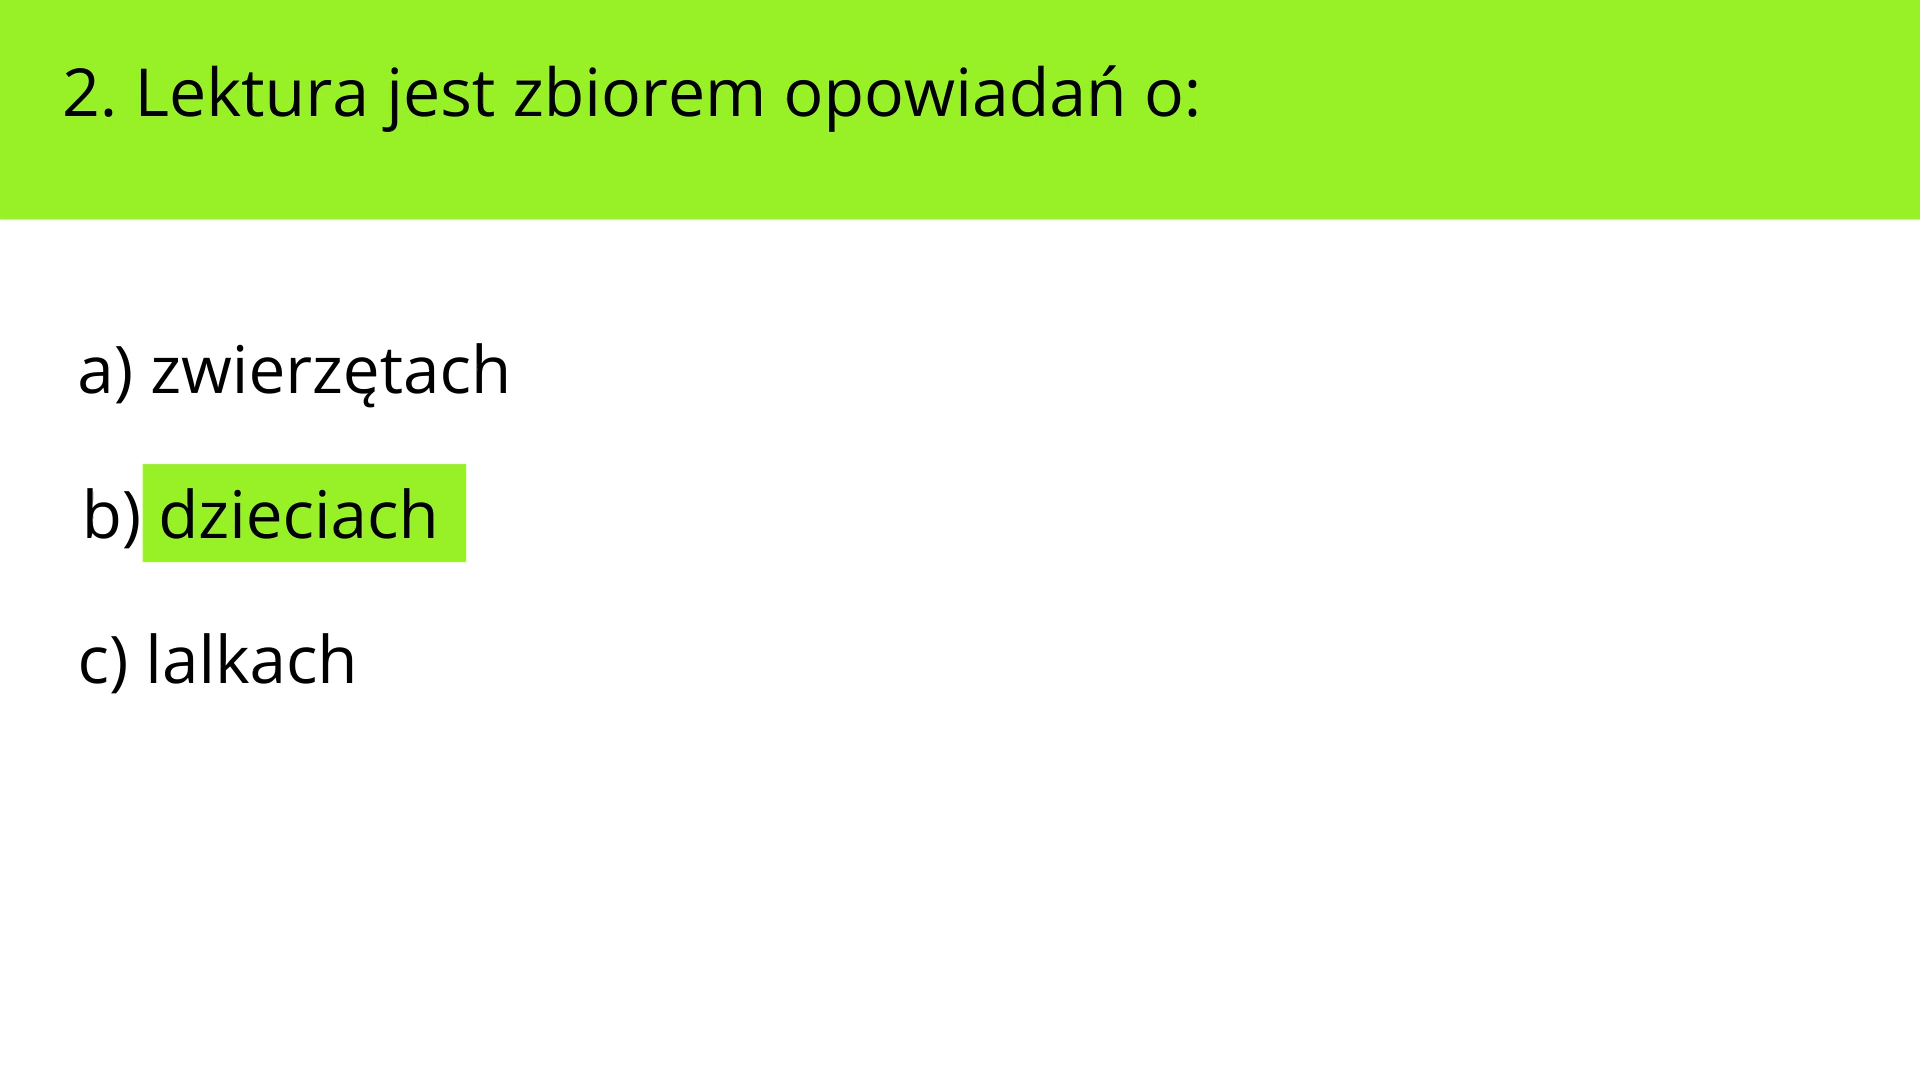 2. Lektura jest zbiorem opowiadań o:
a) zwierzętach
b) dzieciach
c) lalkach